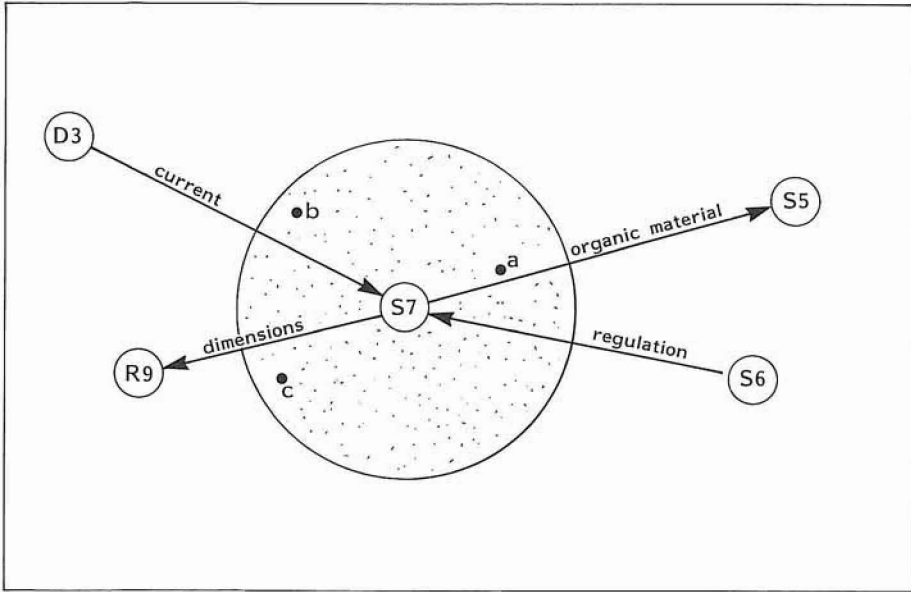 D3
current
b
S5
organic material
a
S7
dimensions
regulation
R9
c
S6